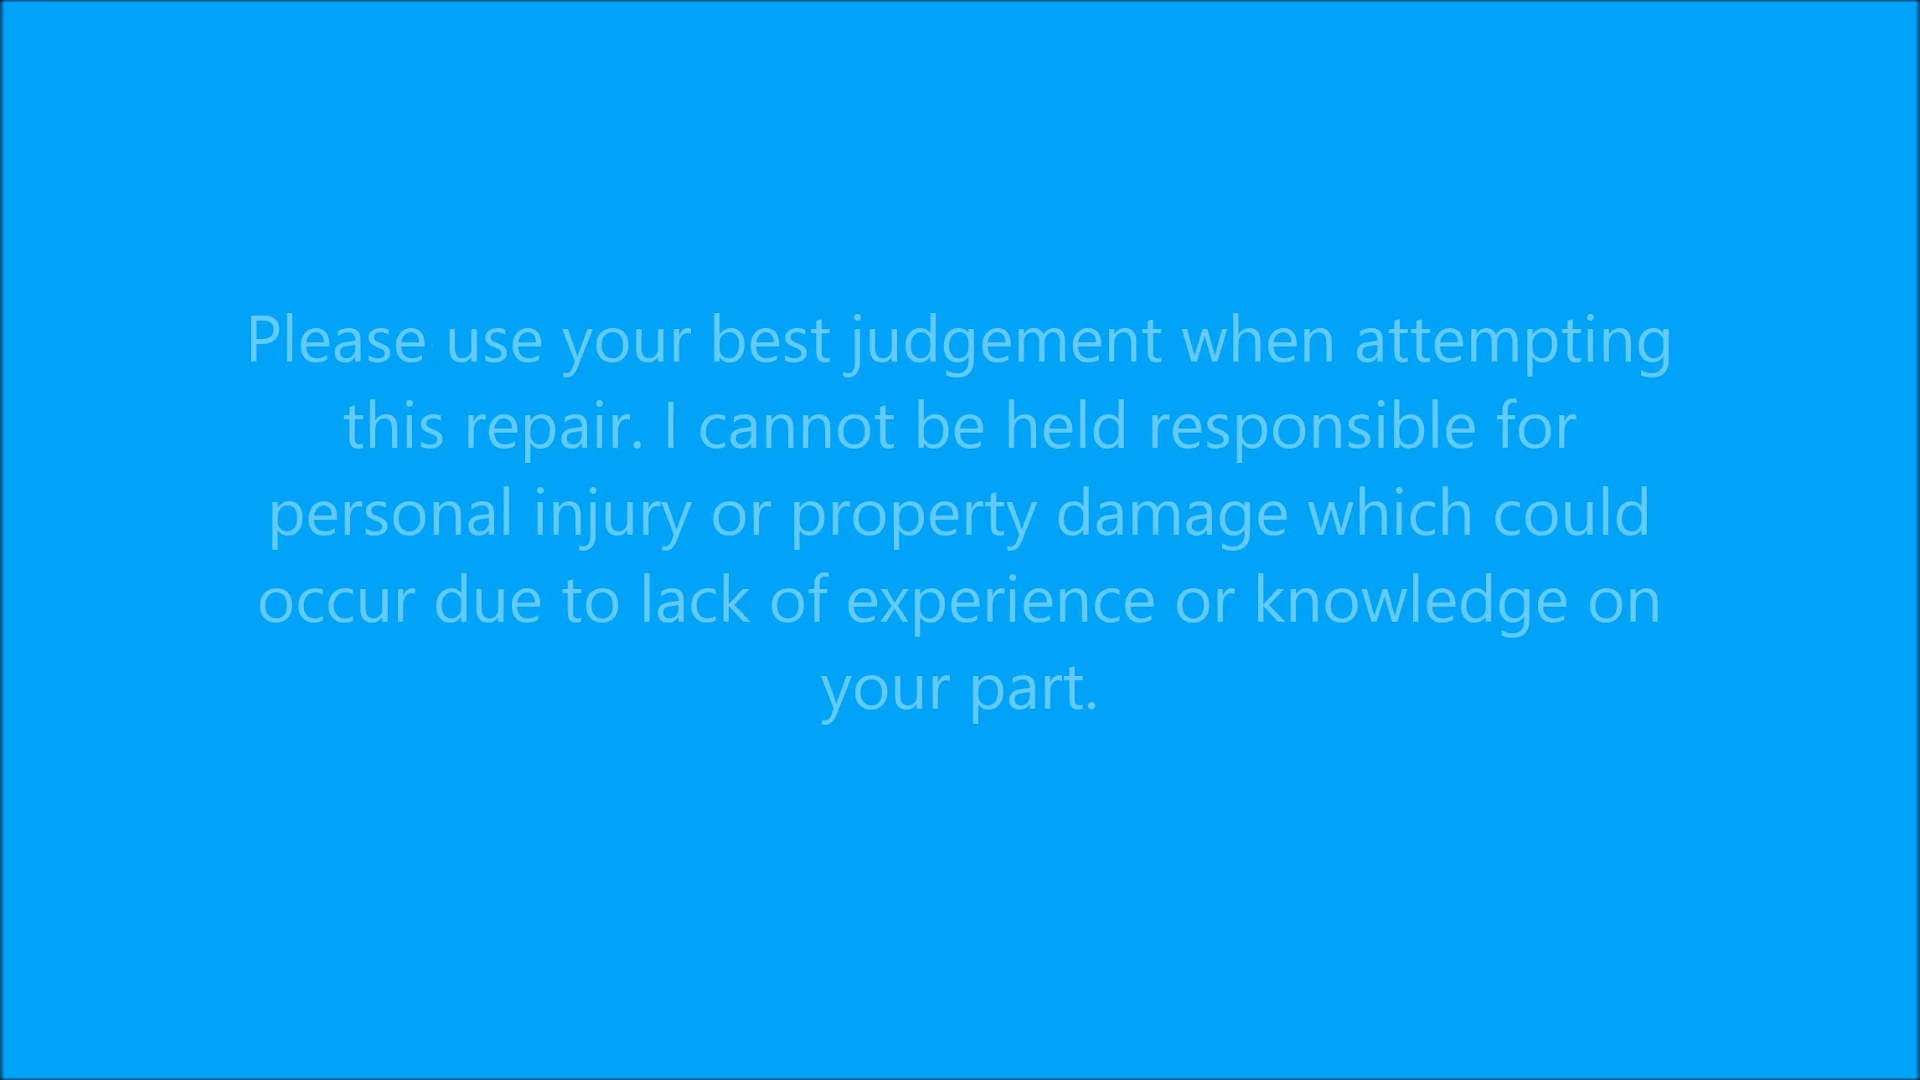 Please use your best judgement when attempting
this repair. I cannot be held responsible for
personal injury or property damage which could
occur due to lack of experience or knowledge on
your part.